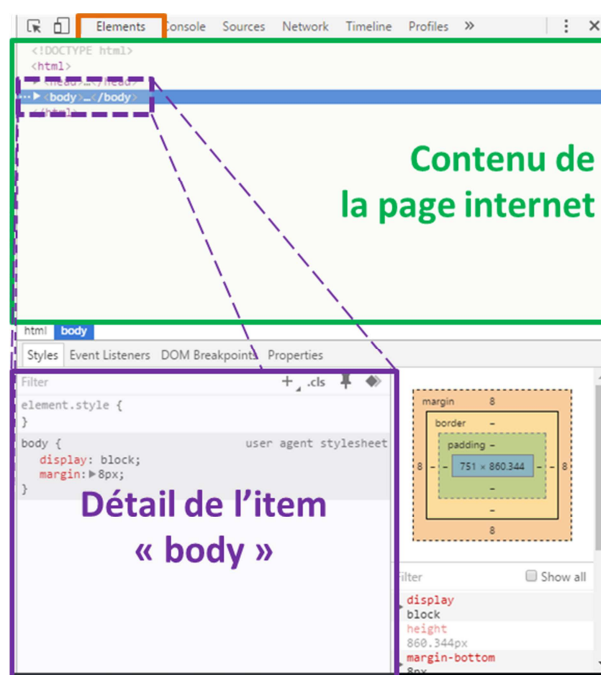 Elements Console Sources Network Timeline Profiles »
<!DOCTYPE html>
<html>
▶ <head>…</head>
··· ▶ <body>…</body>
</html>
Contenu de
la page internet
html body
Styles Event Listeners DOM Breakpoints Properties
Filter + .cls
element.style {
}
body { user agent stylesheet
display: block;
margin:▶8px;
}
Détail de l'item
« body »
margin 8
border –
padding –
8 – – 751 × 860.344 – – 8
–
–
8
Filter Show all
display
block
height
860.344px
margin-bottom
8px